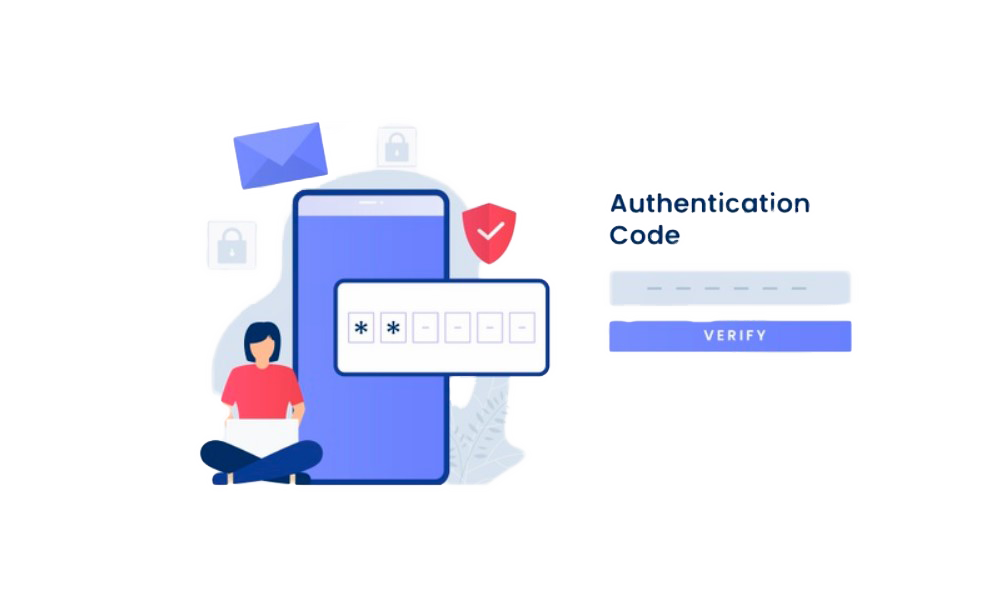 Authentication
Code
* * - - - -
— — — — — —
VERIFY